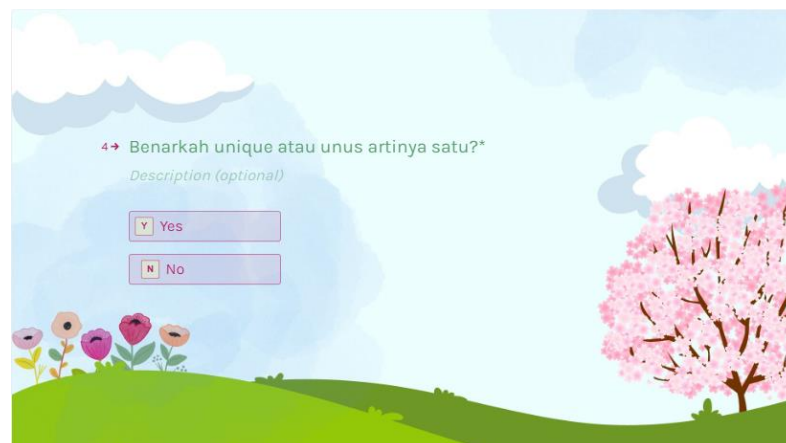 4→ Benarkah unique atau unus artinya satu?*
Description (optional)
Y Yes
N No